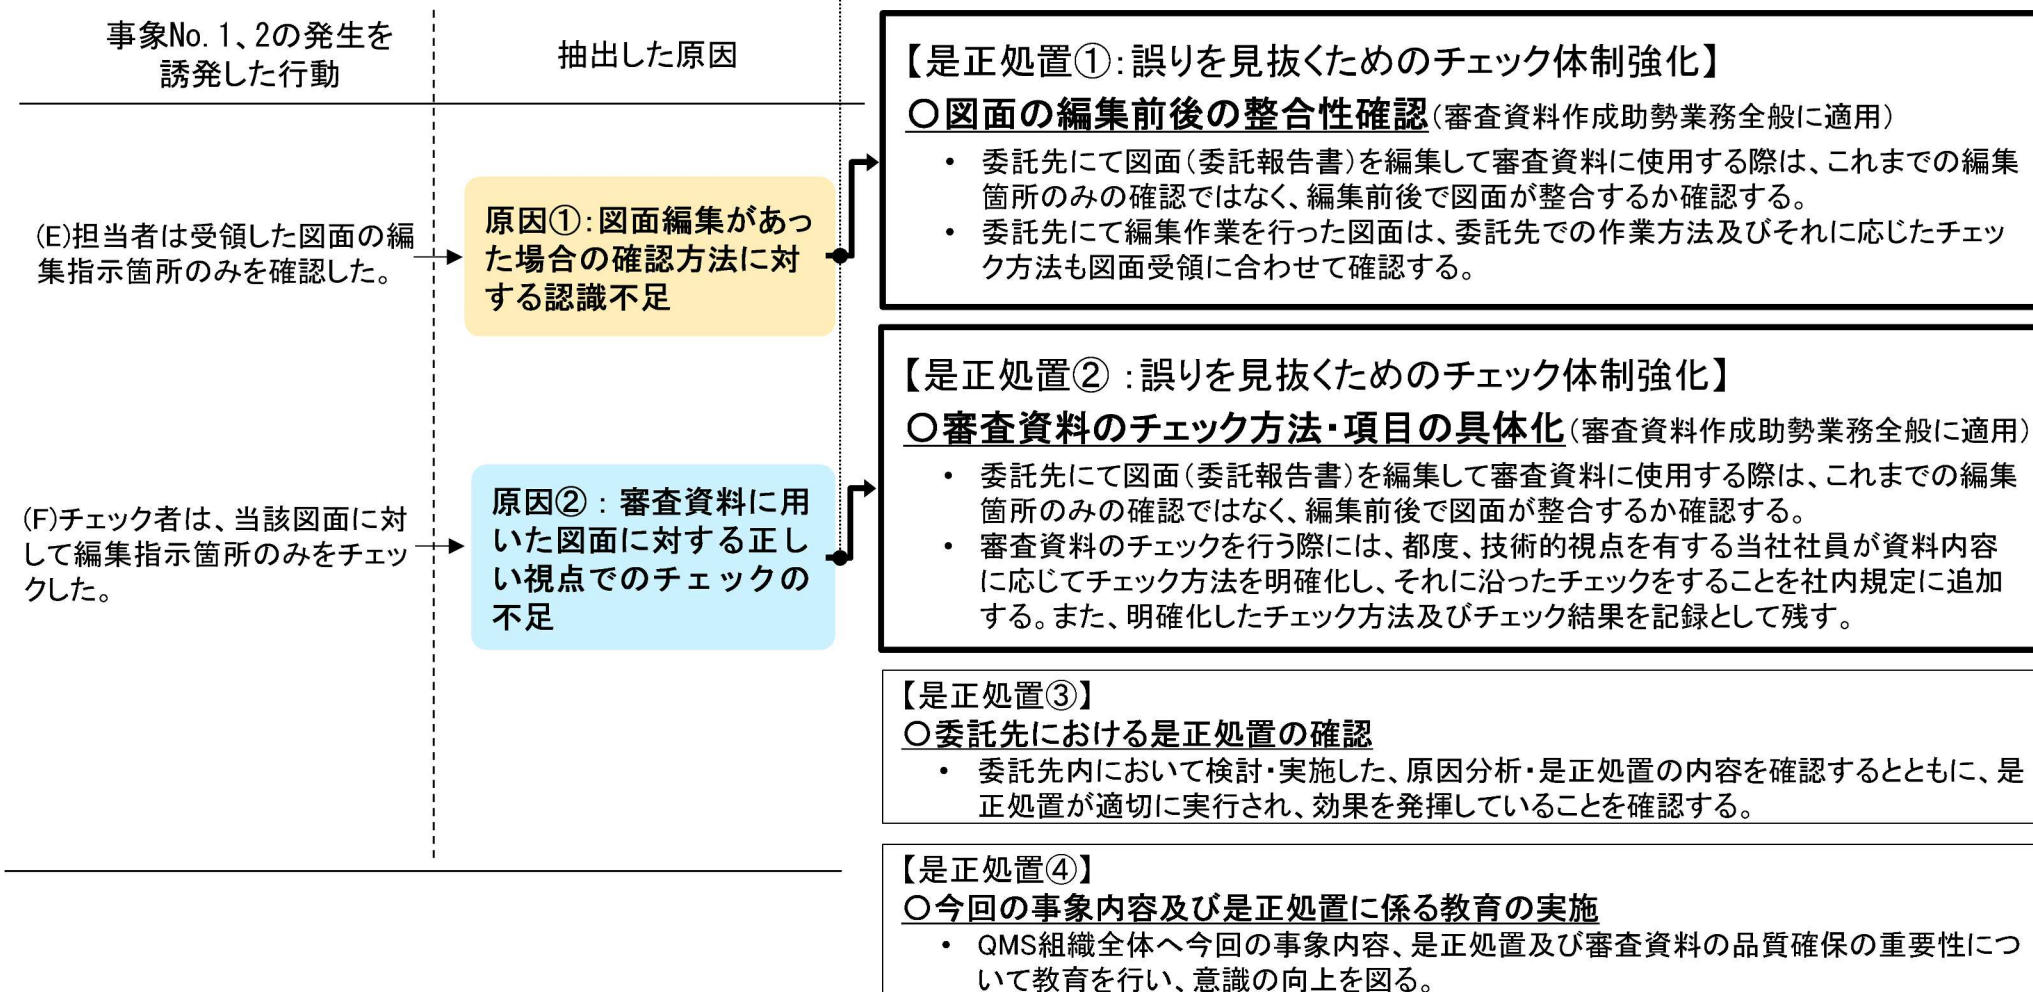 事象No.1、2の発生を
誘発した行動
抽出した原因
(E)担当者は受領した図面の編
集指示箇所のみを確認した。
原因①:図面編集があっ
た場合の確認方法に対
する認識不足
(F)チェック者は、当該図面に対
して編集指示箇所のみをチェッ
クした。
原因②:審査資料に用
いた図面に対する正し
い視点でのチェックの
不足
【是正処置①:誤りを見抜くためのチェック体制強化】
○図面の編集前後の整合性確認(審査資料作成助勢業務全般に適用)
• 委託先にて図面(委託報告書)を編集して審査資料に使用する際は、これまでの編集
箇所のみの確認ではなく、編集前後で図面が整合するか確認する。
• 委託先にて編集作業を行った図面は、委託先での作業方法及びそれに応じたチェッ
ク方法も図面受領に合わせて確認する。
【是正処置②:誤りを見抜くためのチェック体制強化】
○審査資料のチェック方法・項目の具体化(審査資料作成助勢業務全般に適用)
• 委託先にて図面(委託報告書)を編集して審査資料に使用する際は、これまでの編集
箇所のみの確認ではなく、編集前後で図面が整合するか確認する。
• 審査資料のチェックを行う際には、都度、技術的視点を有する当社社員が資料内容
に応じてチェック方法を明確化し、それに沿ったチェックをすることを社内規定に追加
する。また、明確化したチェック方法及びチェック結果を記録として残す。
【是正処置③】
○委託先における是正処置の確認
• 委託先内において検討・実施した、原因分析・是正処置の内容を確認するとともに、是
正処置が適切に実行され、効果を発揮していることを確認する。
【是正処置④】
○今回の事象内容及び是正処置に係る教育の実施
• QMS組織全体へ今回の事象内容、是正処置及び審査資料の品質確保の重要性につ
いて教育を行い、意識の向上を図る。